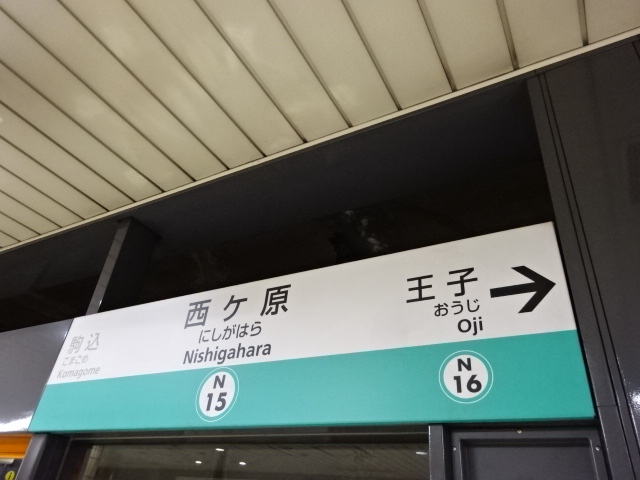 駒込
こまごめ
Komagome
西ケ原
にしがはら
Nishigahara
N
15
王子
おうじ
Oji
N
16